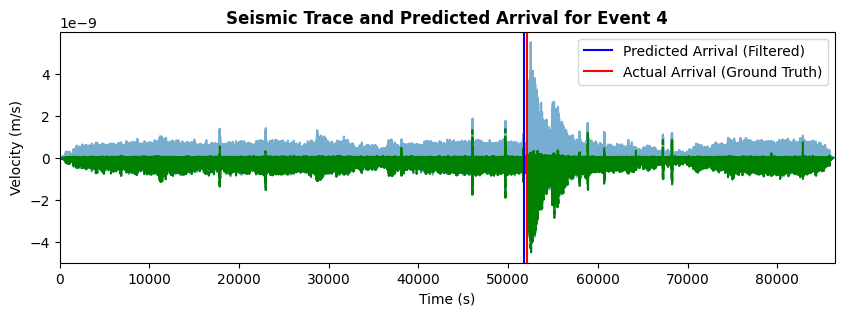 Seismic Trace and Predicted Arrival for Event 4
1e−9
Predicted Arrival (Filtered)
Actual Arrival (Ground Truth)
4
2
0
−2
−4
Velocity (m/s)
0 10000 20000 30000 40000 50000 60000 70000 80000
Time (s)